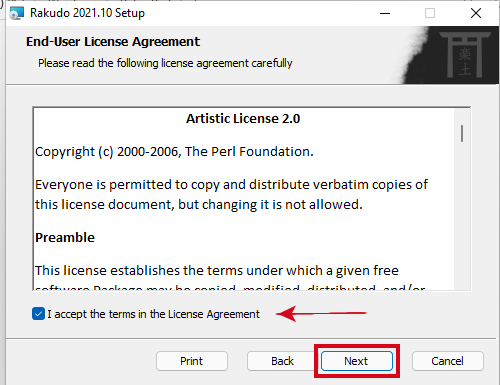 Rakudo 2021.10 Setup
End-User License Agreement
Please read the following license agreement carefully
楽
土
Artistic License 2.0
Copyright (c) 2000-2006, The Perl Foundation.
Everyone is permitted to copy and distribute verbatim copies of
this license document, but changing it is not allowed.
Preamble
This license establishes the terms under which a given free
software Package may be copied, modified, distributed, and/or
I accept the terms in the License Agreement
Print
Back
Next
Cancel